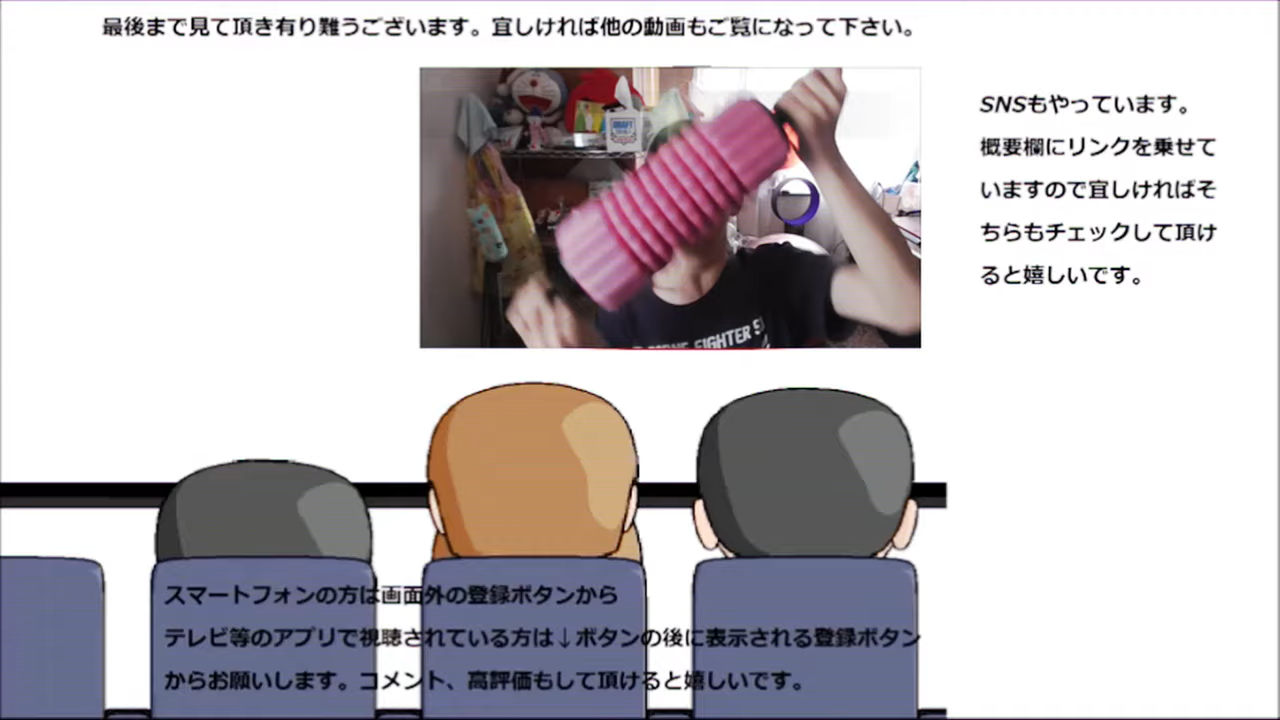 最後まで見て頂き有り難うございます。宜しければ他の動画もご覧になって下さい。
SNSもやっています。
概要欄にリンクを乗せて
いますので宜しければそ
ちらもチェックして頂け
ると嬉しいです。
FIGHTER
スマートフォンの方は画面外の登録ボタンから
テレビ等のアプリで視聴されている方は↓ボタンの後に表示される登録ボタン
からお願いします。コメント、高評価もして頂けると嬉しいです。